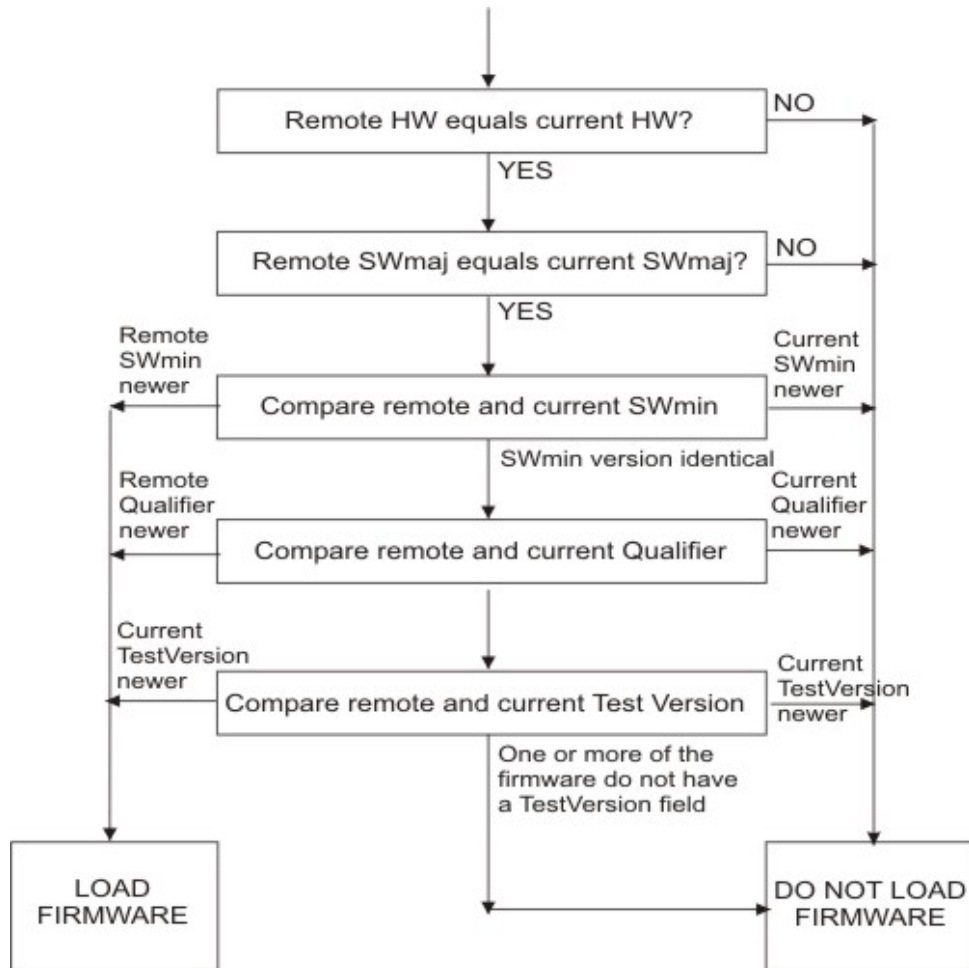 Remote HW equals current HW?
NO
YES
Remote SWmaj equals current SWmaj?
NO
YES
Remote
SWmin
newer
Current
SWmin
newer
Compare remote and current SWmin
SWmin version identical
Remote
Qualifier
newer
Current
Qualifier
newer
Compare remote and current Qualifier
Current
TestVersion
newer
Current
TestVersion
newer
Compare remote and current Test Version
One or more of the
firmware do not have
a TestVersion field
LOAD
FIRMWARE
DO NOT LOAD
FIRMWARE